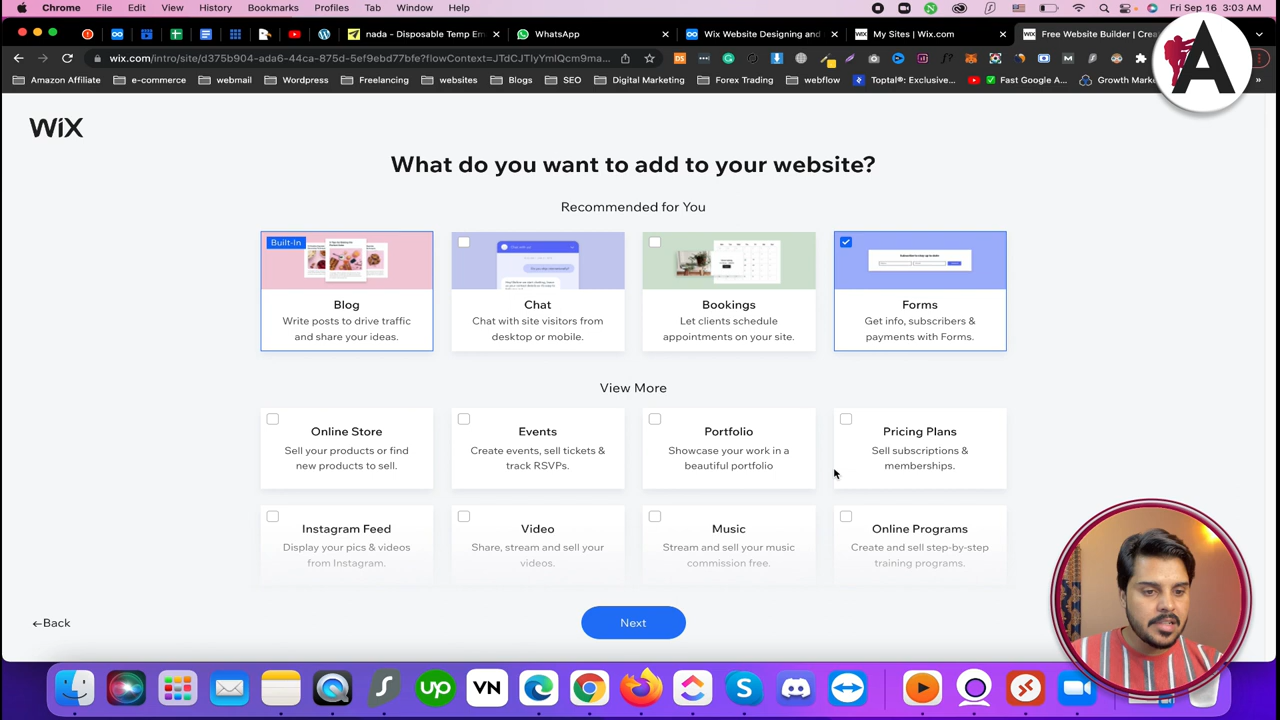 Chrome File Edit View History Bookmarks Profiles Tab Window Help Fri Sep 16 3:03 AM
nada - Disposable Temp Em WhatsApp Wix Website Designing and My Sites | Wix.com Free Website Builder | Crea
wix.com/intro/site/d375b904-ada6-44ca-875d-5ef9ebd77bfe?flowContext=JTdCJTIyYmlQcm9ma...
Amazon Affiliate e-commerce webmail Wordpress Freelancing websites Blogs SEO Digital Marketing Forex Trading webflow Toptal®: Exclusive... Fast Google A... Growth Market
A
WiX
What do you want to add to your website?
Recommended for You
Built-In
Chat with us!
Blog
Write posts to drive traffic
and share your ideas.
Chat
Chat with site visitors from
desktop or mobile.
Bookings
Let clients schedule
appointments on your site.
Forms
Get info, subscribers &
payments with Forms.
View More
Online Store
Sell your products or find
new products to sell.
Events
Create events, sell tickets &
track RSVPs.
Portfolio
Showcase your work in a
beautiful portfolio
Pricing Plans
Sell subscriptions &
memberships.
Instagram Feed
Display your pics & videos
from Instagram.
Video
Share, stream and sell your
videos.
Music
Stream and sell your music
commission free.
Online Programs
Create and sell step-by-step
training programs.
←Back
Next
up
VN